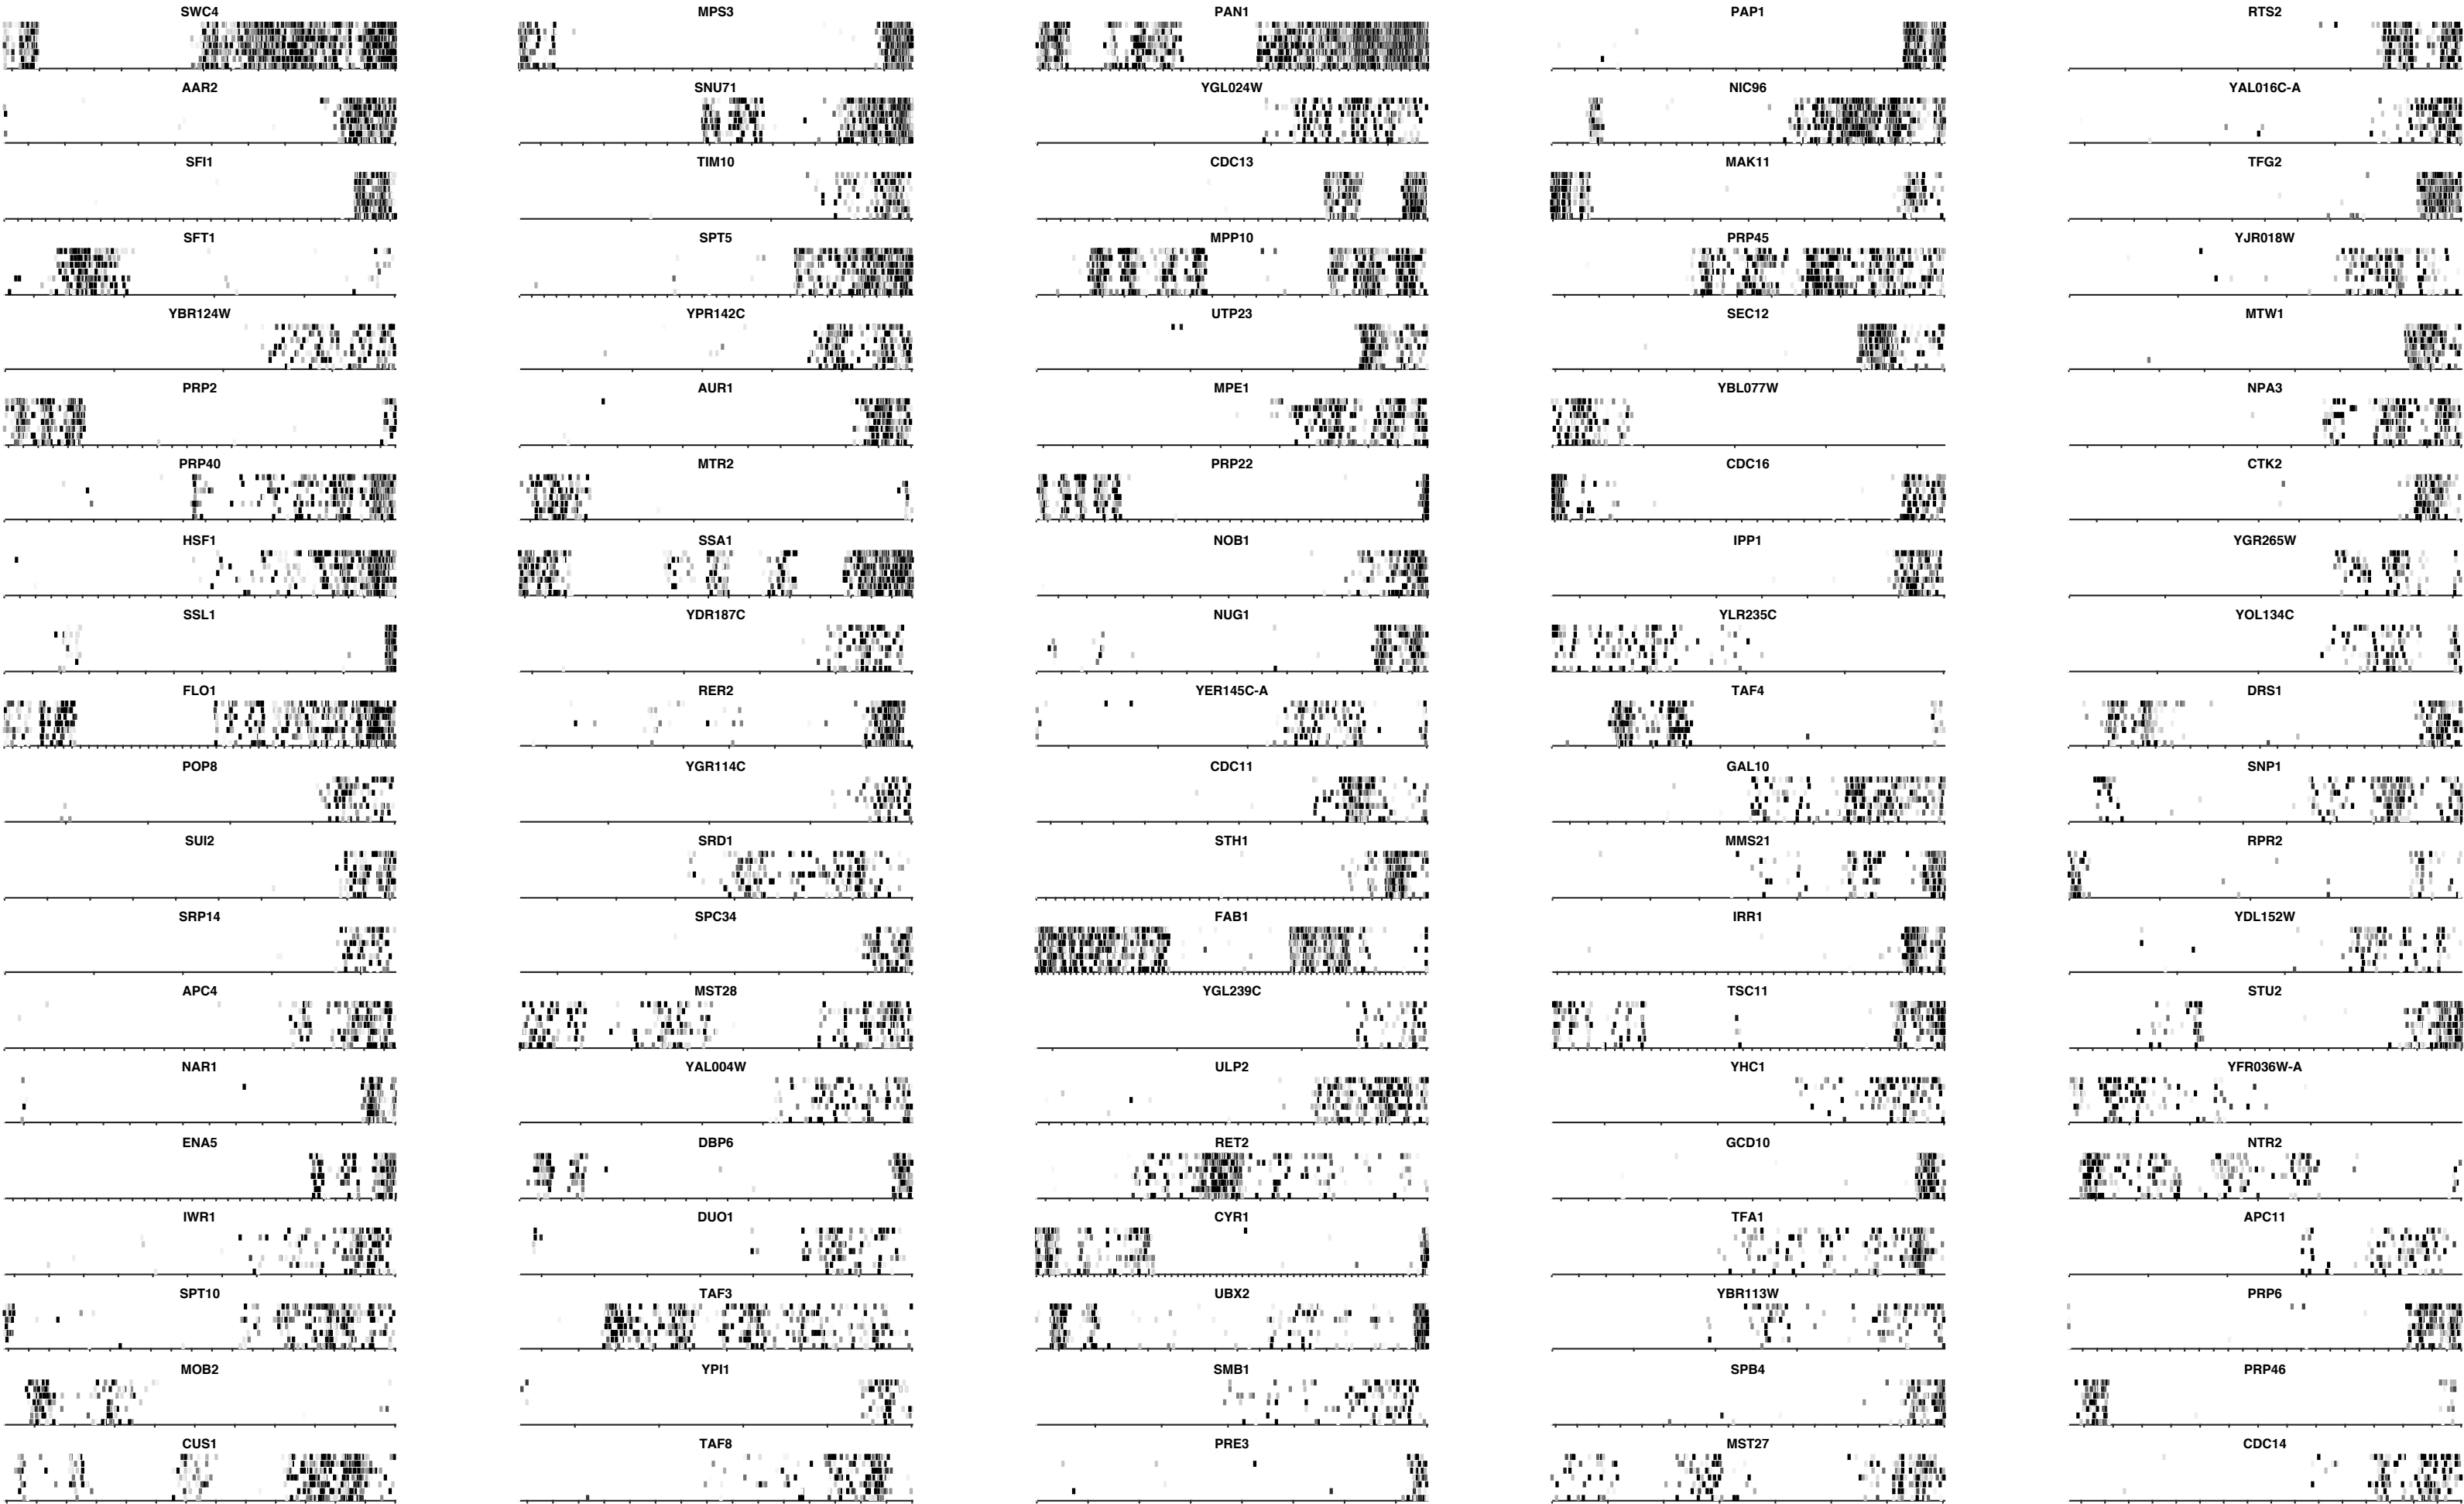 SWC4 MPS3 PAN1 PAP1 RTS2
AAR2 SNU71 YGL024W NIC96 YAL016C-A
SFI1 TIM10 CDC13 MAK11 TFG2
SFT1 SPT5 MPP10 PRP45 YJR018W
YBR124W YPR142C UTP23 SEC12 MTW1
PRP2 AUR1 MPE1 YBL077W NPA3
PRP40 MTR2 PRP22 CDC16 CTK2
HSF1 SSA1 NOB1 IPP1 YGR265W
SSL1 YDR187C NUG1 YLR235C YOL134C
FLO1 RER2 YER145C-A TAF4 DRS1
POP8 YGR114C CDC11 GAL10 SNP1
SUI2 SRD1 STH1 MMS21 RPR2
SRP14 SPC34 FAB1 IRR1 YDL152W
APC4 MST28 YGL239C TSC11 STU2
NAR1 YAL004W ULP2 YHC1 YFR036W-A
ENA5 DBP6 RET2 GCD10 NTR2
IWR1 DUO1 CYR1 TFA1 APC11
SPT10 TAF3 UBX2 YBR113W PRP6
MOB2 YPI1 SMB1 SPB4 PRP46
CUS1 TAF8 PRE3 MST27 CDC14